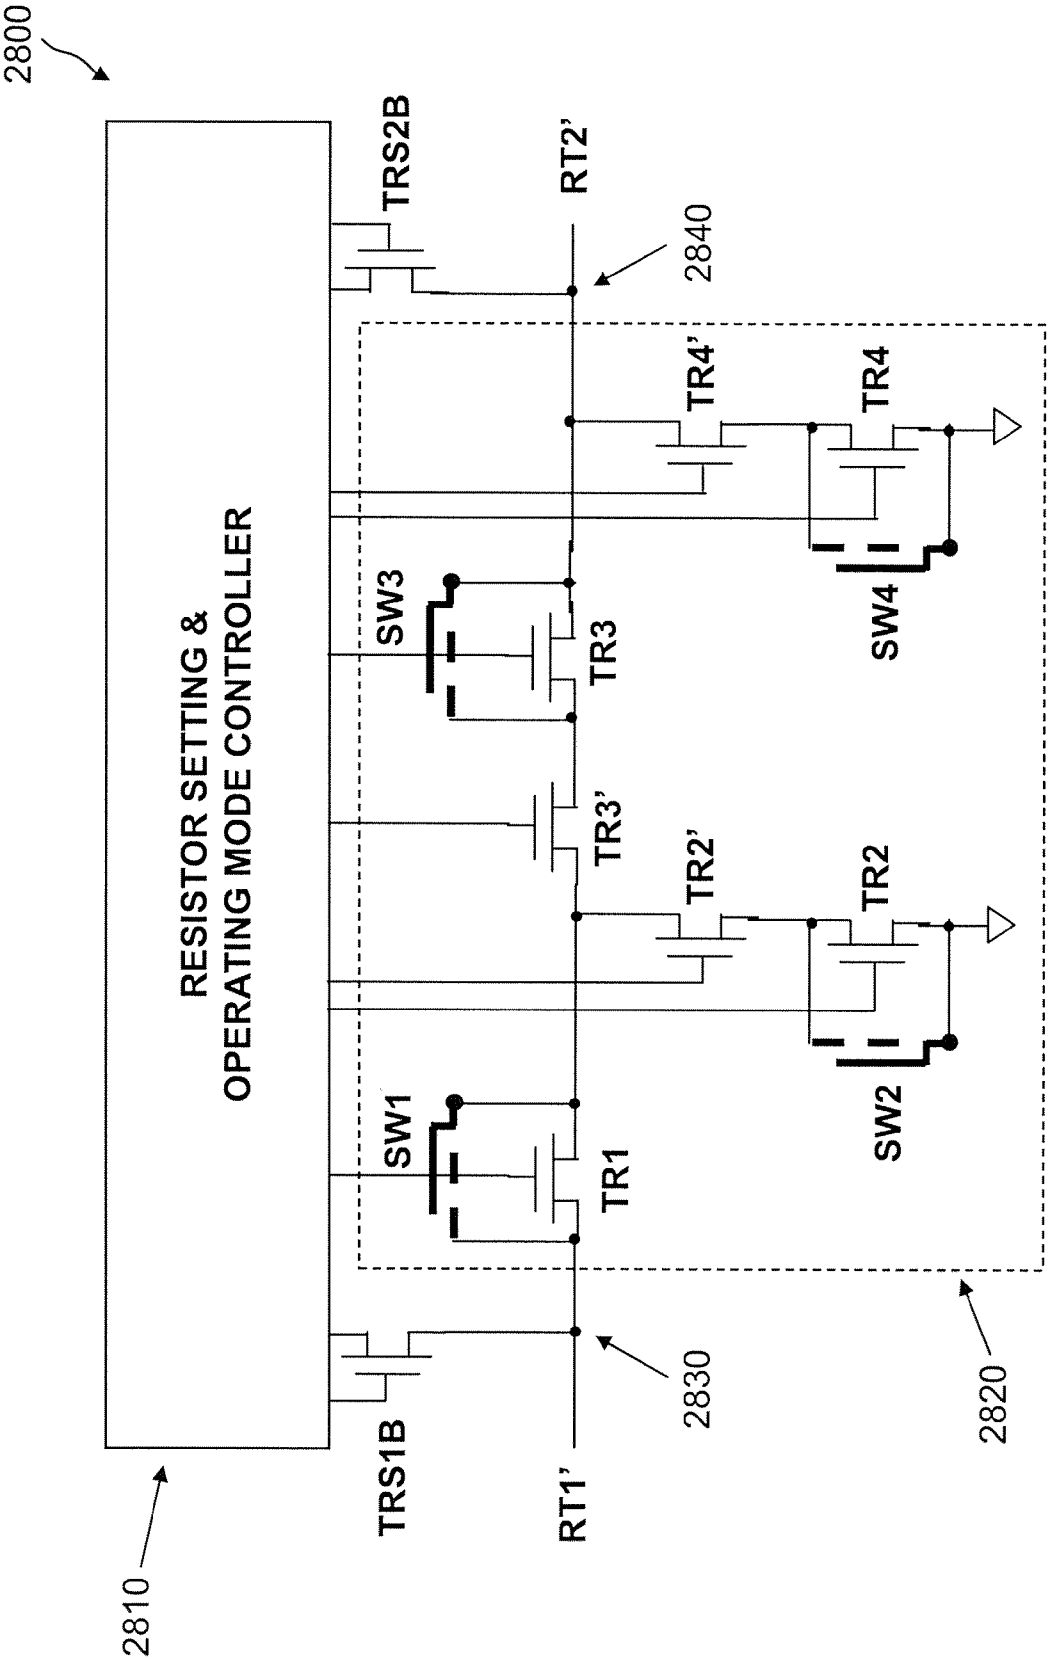 2800
2810
RESISTOR SETTING &
OPERATING MODE CONTROLLER
TRS1B
TRS2B
SW1
SW3
RT1’
RT2’
2830
2840
TR1
TR3’
TR3
TR2’
TR4’
TR2
TR4
SW2
SW4
2820